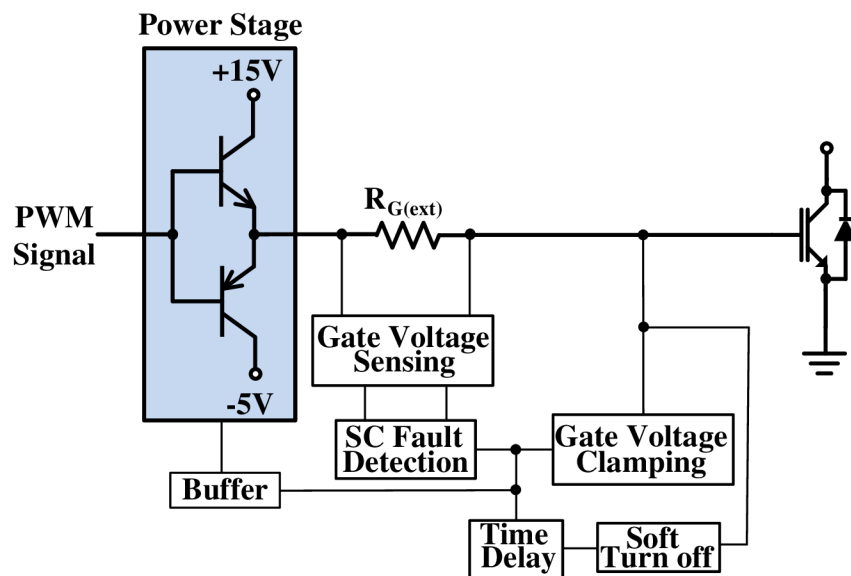 Power Stage
+15V
PWM
Signal
R_G(ext)
-5V
Gate Voltage
Sensing
SC Fault
Detection
Gate Voltage
Clamping
Buffer
Time
Delay
Soft
Turn off